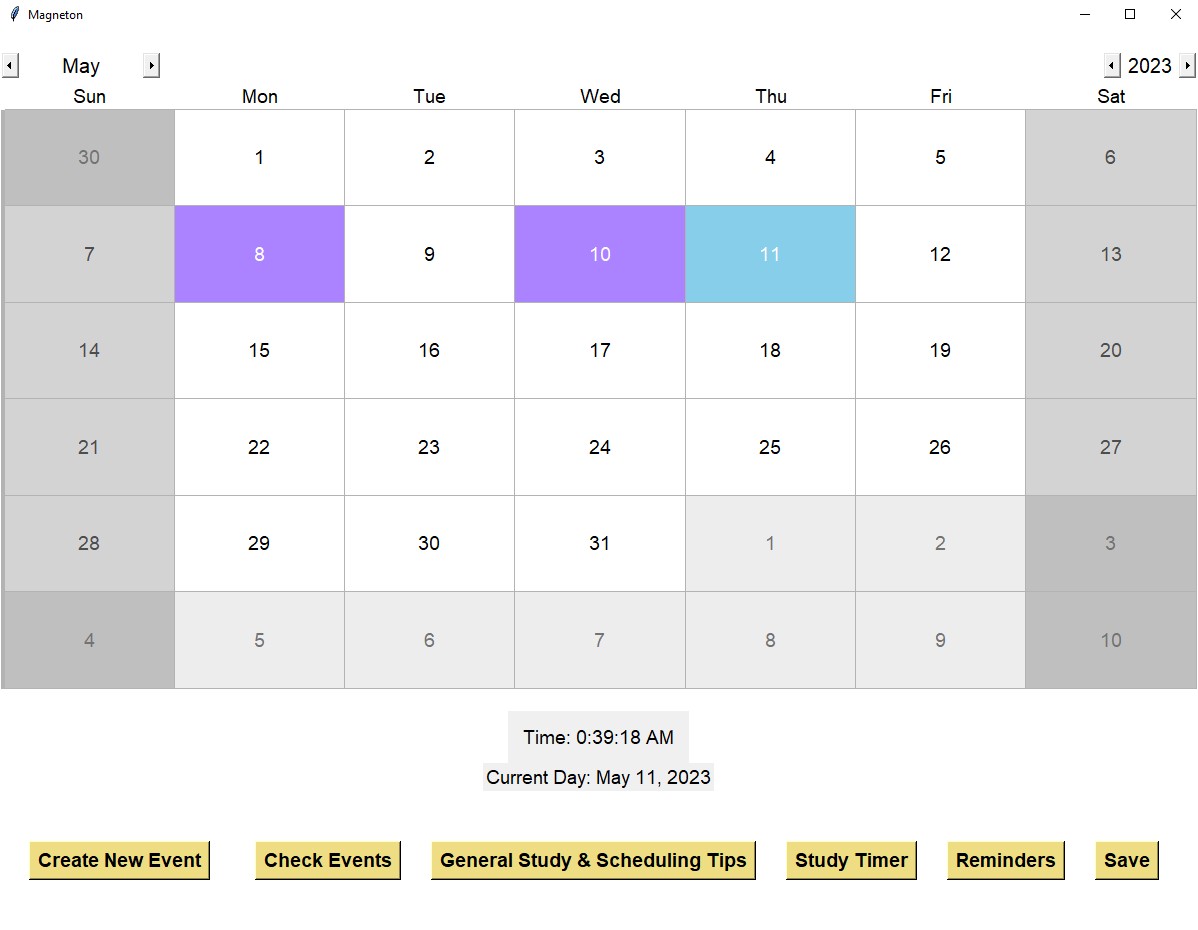 Magneton
May 2023
Sun Mon Tue Wed Thu Fri Sat
30 1 2 3 4 5 6
7 8 9 10 11 12 13
14 15 16 17 18 19 20
21 22 23 24 25 26 27
28 29 30 31 1 2 3
4 5 6 7 8 9 10
Time: 0:39:18 AM
Current Day: May 11, 2023
Create New Event Check Events General Study & Scheduling Tips Study Timer Reminders Save